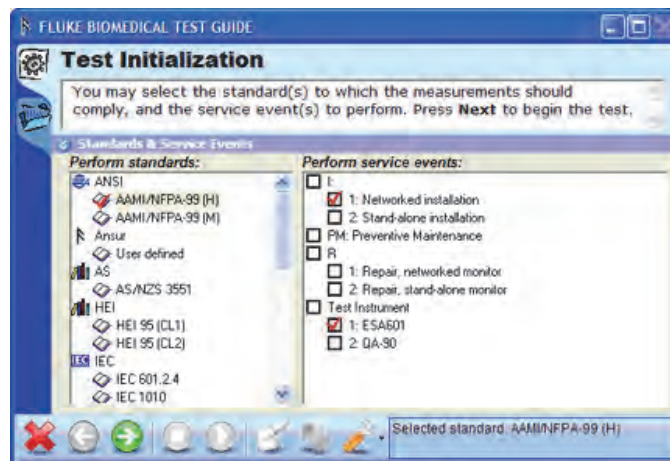 FLUKE BIOMEDICAL TEST GUIDE
Test Initialization
You may select the standard(s) to which the measurements should
comply, and the service event(s) to perform. Press Next to begin the test.
Standards & Service Events
Perform standards:
ANSI
AAMI/NFPA-99 (H)
AAMI/NFPA-99 (M)
Ansur
User defined
AS
AS/NZS 3551
HEI
HEI 95 (CL1)
HEI 95 (CL2)
IEC IEC
IEC 601.2.4
IEC 1010
Perform service events:
I:
1: Networked installation
2: Stand-alone installation
PM: Preventive Maintenance
R
1: Repair, networked monitor
2: Repair, stand-alone monitor
Test Instrument
1: ESA601
2: QA-90
Selected standard: AAMI/NFPA-99 (H)